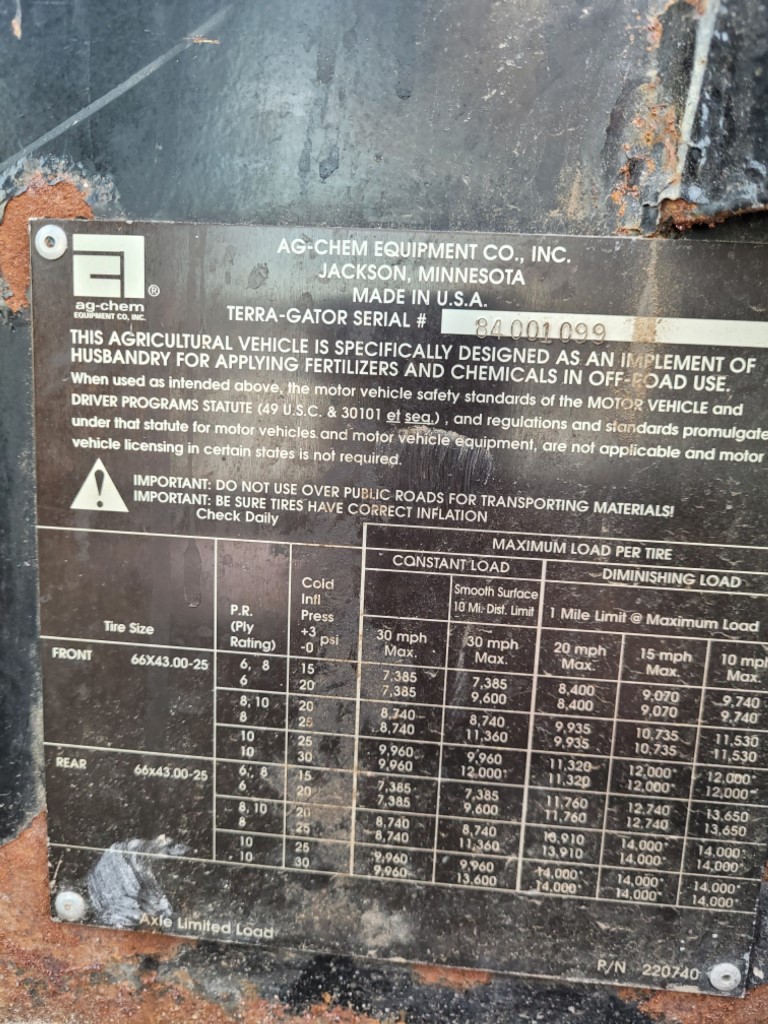 AG-CHEM EQUIPMENT CO., INC.
JACKSON, MINNESOTA
MADE IN U.S.A.
ag-chem ®
EQUIPMENT CO, INC.
TERRA-GATOR SERIAL # 84001099
THIS AGRICULTURAL VEHICLE IS SPECIFICALLY DESIGNED AS AN IMPLEMENT OF
HUSBANDRY FOR APPLYING FERTILIZERS AND CHEMICALS IN OFF-ROAD USE.
When used as intended above, the motor vehicle safety standards of the MOTOR VEHICLE and
DRIVER PROGRAMS STATUTE (49 U.S.C. & 30101 et seq.), and regulations and standards promulgate
under that statute for motor vehicles and motor vehicle equipment, are not applicable and motor
vehicle licensing in certain states is not required.
IMPORTANT: DO NOT USE OVER PUBLIC ROADS FOR TRANSPORTING MATERIALS!
IMPORTANT: BE SURE TIRES HAVE CORRECT INFLATION
Check Daily
MAXIMUM LOAD PER TIRE
CONSTANT LOAD DIMINISHING LOAD
Smooth Surface
10 Mi. Dist. Limit
1 Mile Limit @ Maximum Load
Tire Size
P.R.
(Ply
Rating)
Cold
Infl
Press
+3
-0 psi
30 mph
Max.
30 mph
Max.
20 mph
Max.
15 mph
Max.
10 mph
Max.
FRONT 66X43.00-25 6, 8 15 7,385 7,385 8,400 9,070 9,740
6 20 7,385 9,600 8,400 9,070 9,740
8, 10 20 8,740 8,740 9,935 10,735 11,530
8 25 8,740 11,360 9,935 10,735 11,530
10 25 9,960 9,960 11,320 12,000* 12,000*
10 30 9,960 12,000* 11,320 12,000* 12,000*
REAR 66x43.00-25 6, 8 15 7,385 7,385 11,760 12,740 13,650
6 20 7,385 9,600 11,760 12,740 13,650
8, 10 20 8,740 8,740 13,910 14,000* 14,000*
8 25 8,740 11,360 13,910 14,000* 14,000*
10 25 9,960 9,960 14,000* 14,000* 14,000*
10 30 9,960 13,600 14,000* 14,000* 14,000*
Axle Limited Load
P/N 220740